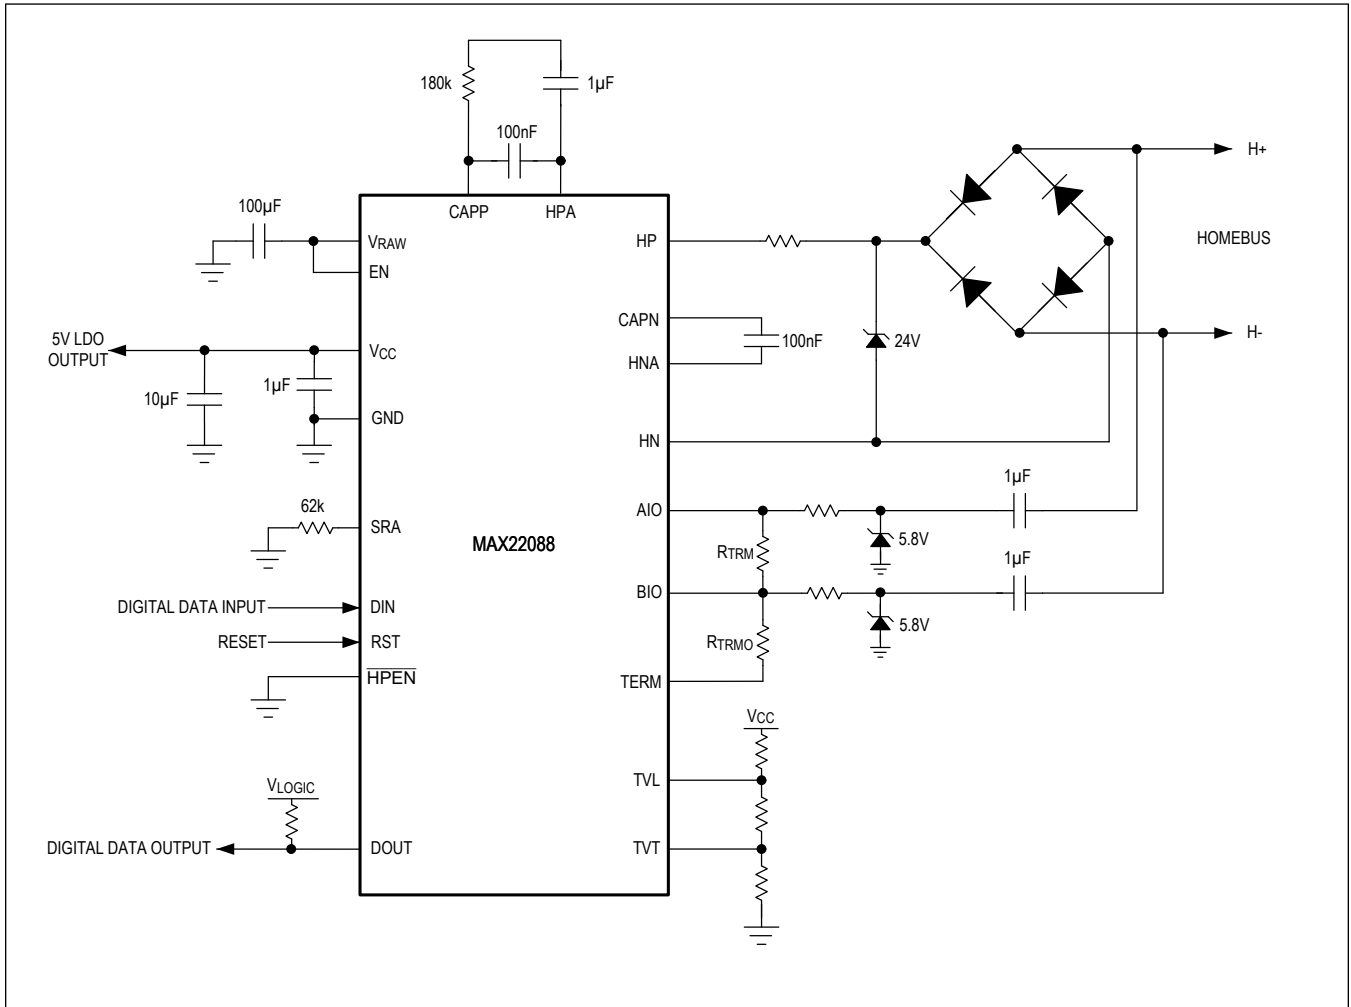 180k
1µF
100nF
CAPP
HPA
100µF
VRAW
EN
HP
H+
HOMEBUS
H-
CAPN
HNA
100nF
24V
5V LDO
OUTPUT
VCC
1µF
10µF
GND
HN
62k
SRA
MAX22088
AIO
1µF
5.8V
RTRM
1µF
BIO
5.8V
RTRMO
TERM
DIGITAL DATA INPUT
DIN
RESET
RST
HPEN
VCC
TVL
VLOGIC
DIGITAL DATA OUTPUT
DOUT
TVT